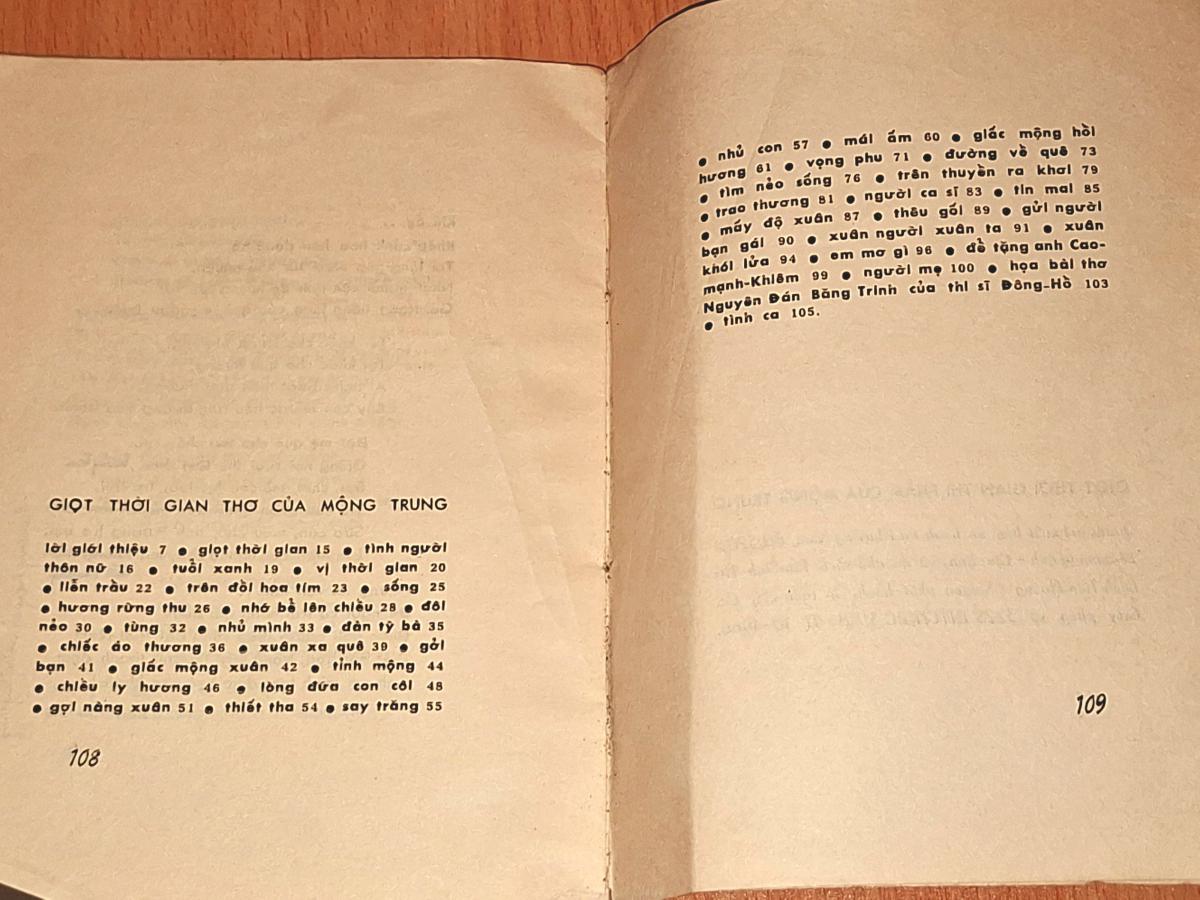 GIỌT THỜI GIAN THƠ CỦA MỘNG TRUNG
lời giới thiệu 7 ● giọt thời gian 15 ● tình người
thôn nữ 16 ● tuổi xanh 19 ● vị thời gian 20
● liễn trầu 22 ● trên đồi hoa tím 23 ● sống 25
● hương rừng thu 26 ● nhớ bể lên chiều 28 ● đôi
nẻo 30 ● tùng 32 ● nhủ mình 33 ● đàn tỳ bà 35
● chiếc áo thương 36 ● xuân xa quê 39 ● gởi
bạn 41 ● giấc mộng xuân 42 ● tỉnh mộng 44
● chiều ly hương 46 ● lòng đứa con côi 48
● gọi nàng xuân 51 ● thiết tha 54 ● say trăng 55
108
● nhủ con 57 ● mái ấm 60 ● giấc mộng hồi
hương 61 ● vọng phu 71 ● đường về quê 73
● tìm nẻo sống 76 ● trên thuyền ra khơi 79
● trao thương 81 ● người ca sĩ 83 ● tin mai 85
● mấy độ xuân 87 ● thêu gối 89 ● gửi người
bạn gái 90 ● xuân người xuân ta 91 ● xuân
khói lửa 94 ● em mơ gì 96 ● đề tặng anh Cao-
mạnh-Khiêm 99 ● người mẹ 100 ● họa bài thơ
Nguyên Đán Băng Trinh của thi sĩ Đông-Hồ 103
● tình ca 105.
109